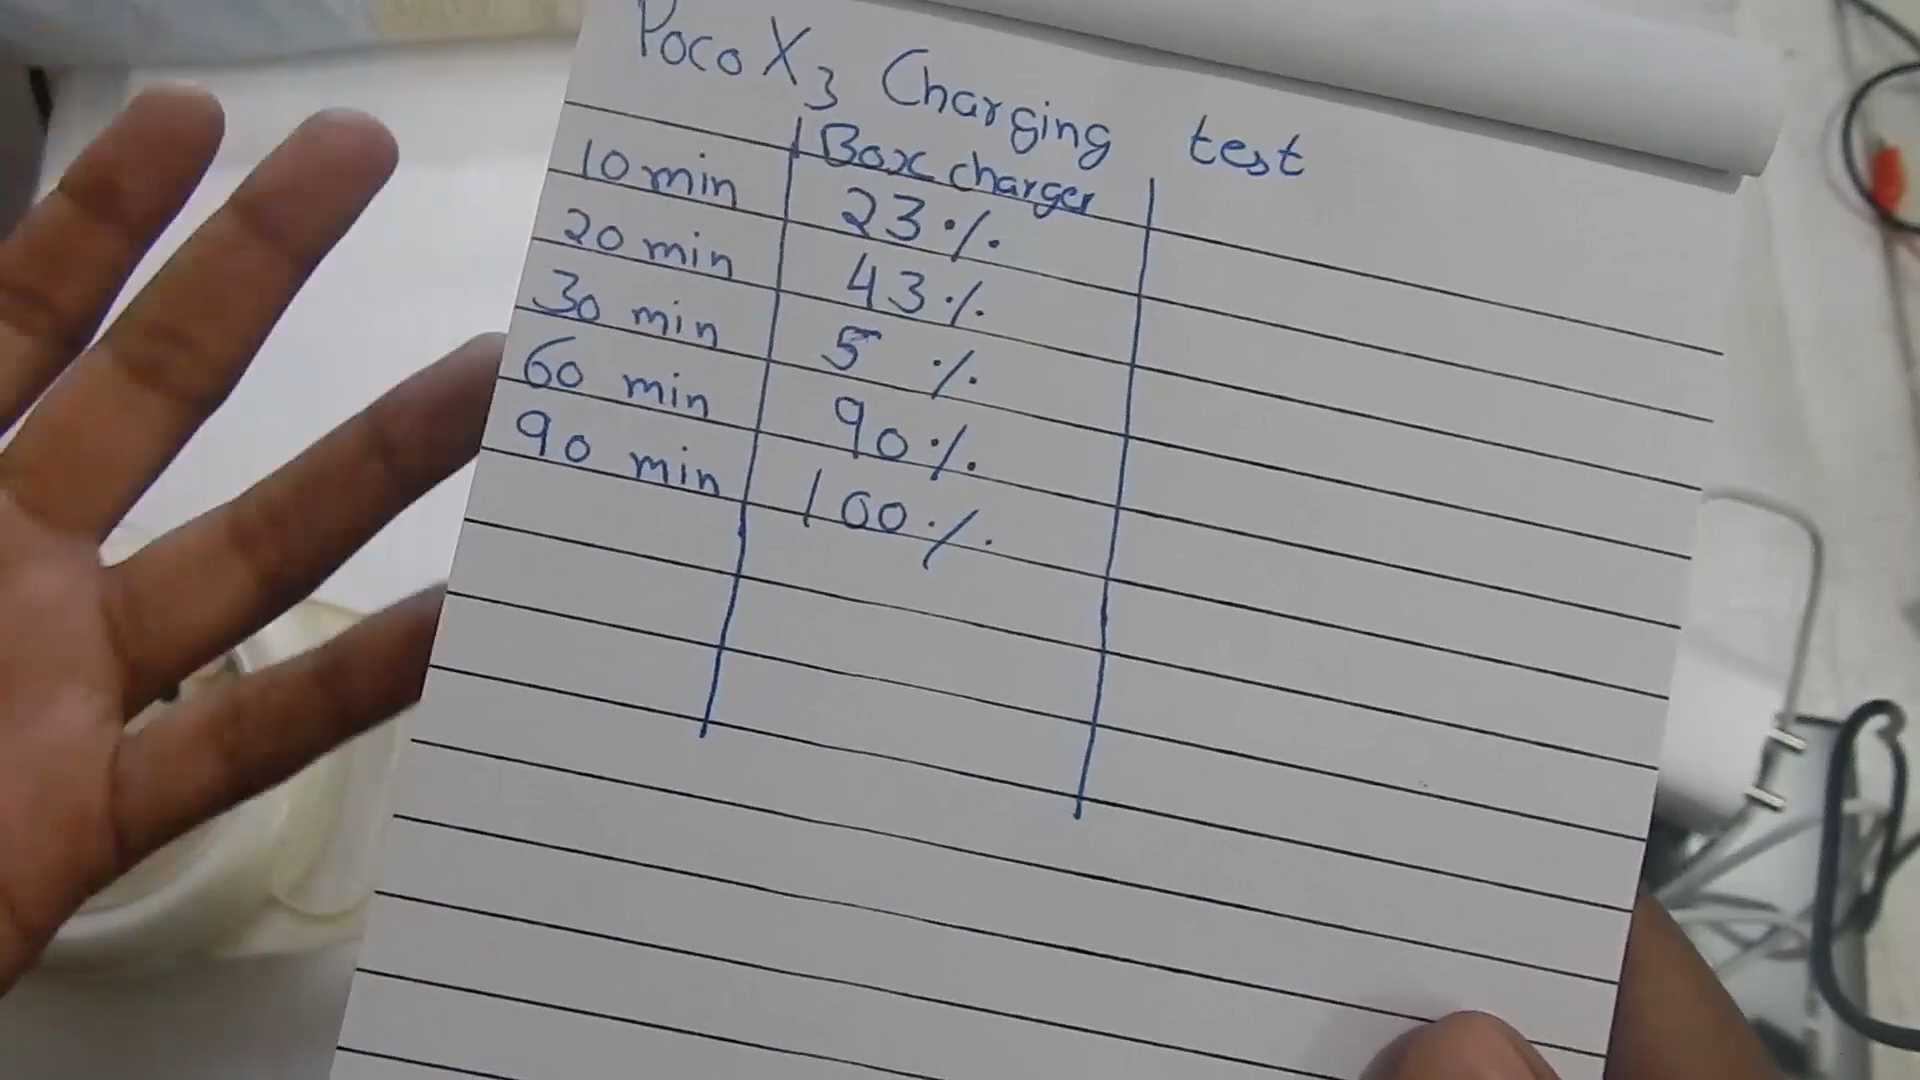 Poco X3 Charging test
Box charger
10 min 23%
20 min 43%
30 min 5 %
60 min 90%
90 min 100%